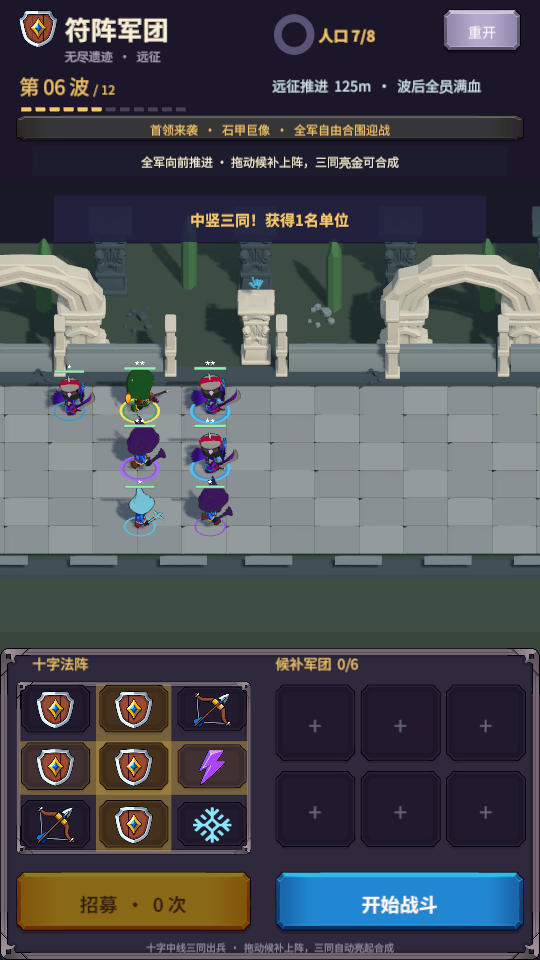 符阵军团
无尽遗迹 · 远征
人口 7/8
重开
第 06 波 / 12
远征推进 125m · 波后全员满血
首领来袭 · 石甲巨像 · 全军自由合围迎战
全军向前推进 · 拖动候补上阵，三同亮金可合成
中竖三同！获得1名单位
十字法阵
候补军团 0/6
招募 · 0 次
开始战斗
十字中线三同出兵 · 拖动候补上阵，三同自动亮起合成